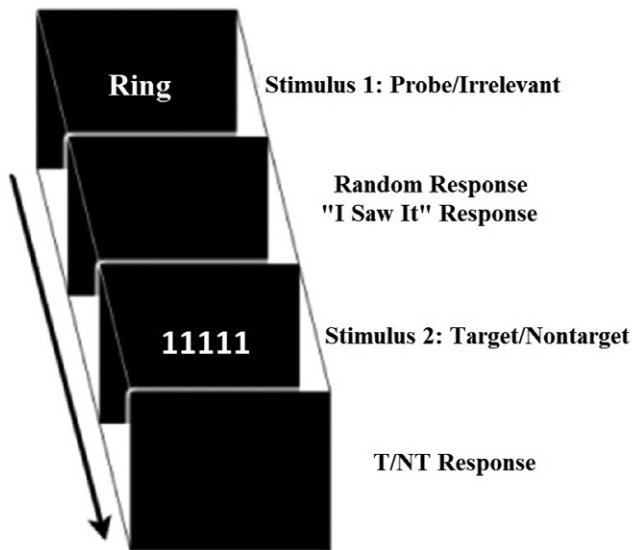 Ring
Stimulus 1: Probe/Irrelevant
Random Response
"I Saw It" Response
11111
Stimulus 2: Target/Nontarget
T/NT Response